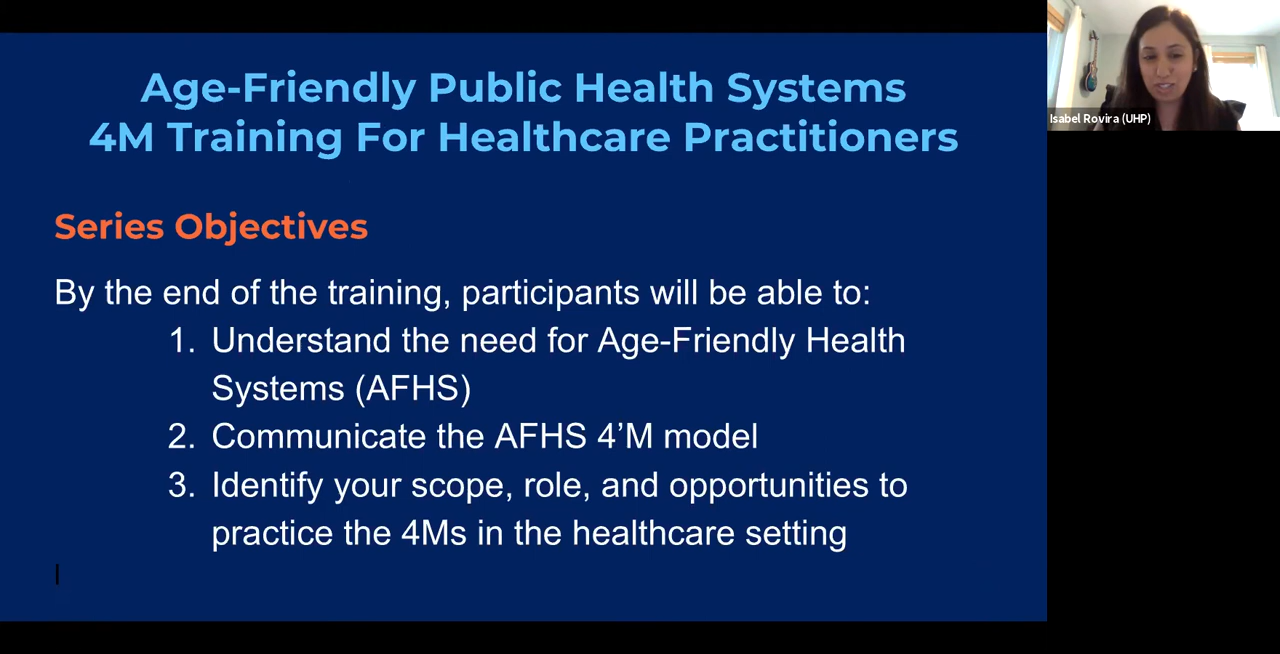 Age-Friendly Public Health Systems
4M Training For Healthcare Practitioners
Isabel Rovira (UHP)
Series Objectives
By the end of the training, participants will be able to:
1. Understand the need for Age-Friendly Health
Systems (AFHS)
2. Communicate the AFHS 4’M model
3. Identify your scope, role, and opportunities to
practice the 4Ms in the healthcare setting